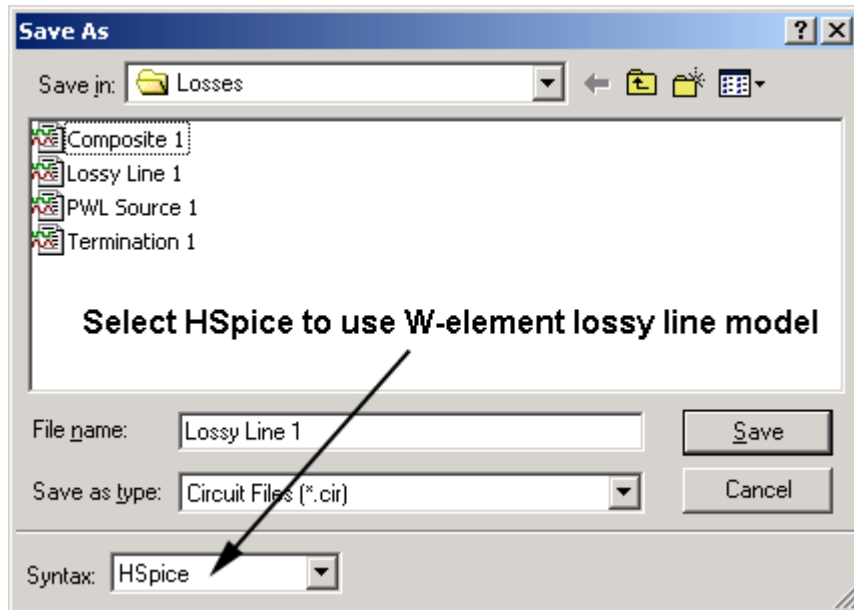 Save As
Save in: Losses
Composite 1
Lossy Line 1
PWL Source 1
Termination 1
Select HSpice to use W-element lossy line model
File name: Lossy Line 1 Save
Save as type: Circuit Files (*.cir) Cancel
Syntax: HSpice